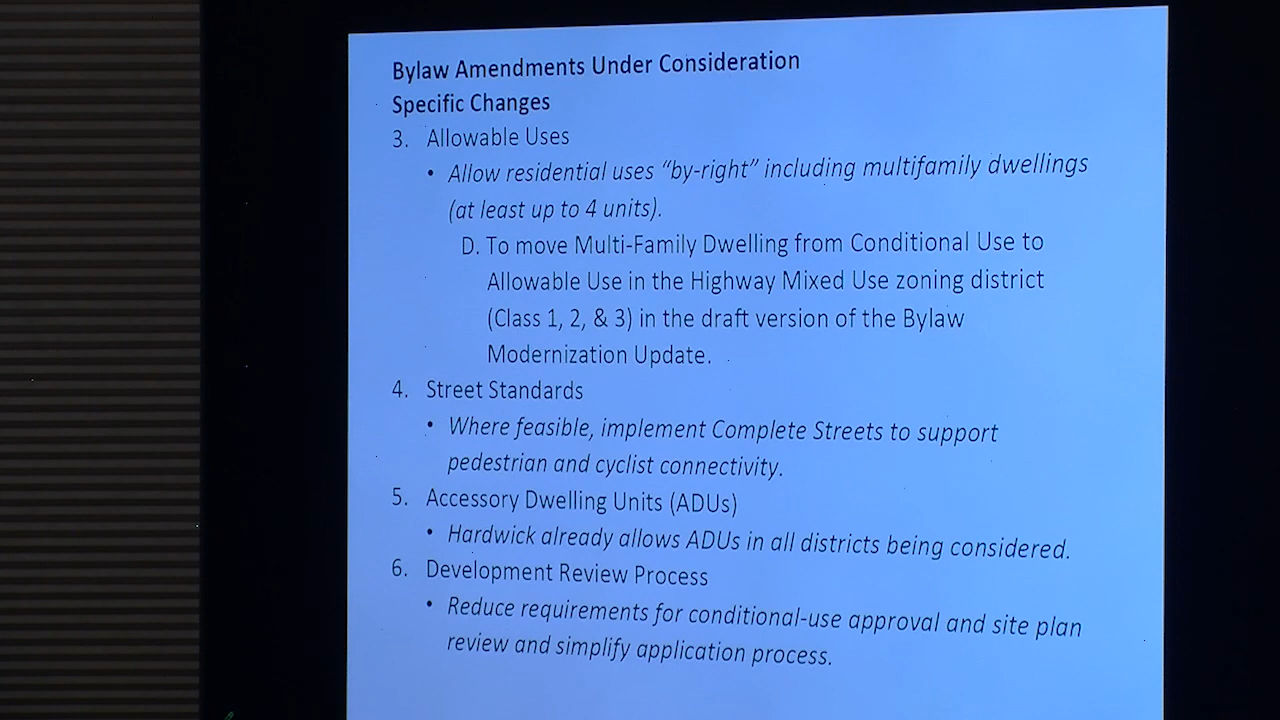 Bylaw Amendments Under Consideration
Specific Changes
3. Allowable Uses
• Allow residential uses “by-right” including multifamily dwellings
(at least up to 4 units).
D. To move Multi-Family Dwelling from Conditional Use to
Allowable Use in the Highway Mixed Use zoning district
(Class 1, 2, & 3) in the draft version of the Bylaw
Modernization Update.
4. Street Standards
• Where feasible, implement Complete Streets to support
pedestrian and cyclist connectivity.
5. Accessory Dwelling Units (ADUs)
• Hardwick already allows ADUs in all districts being considered.
6. Development Review Process
• Reduce requirements for conditional-use approval and site plan
review and simplify application process.